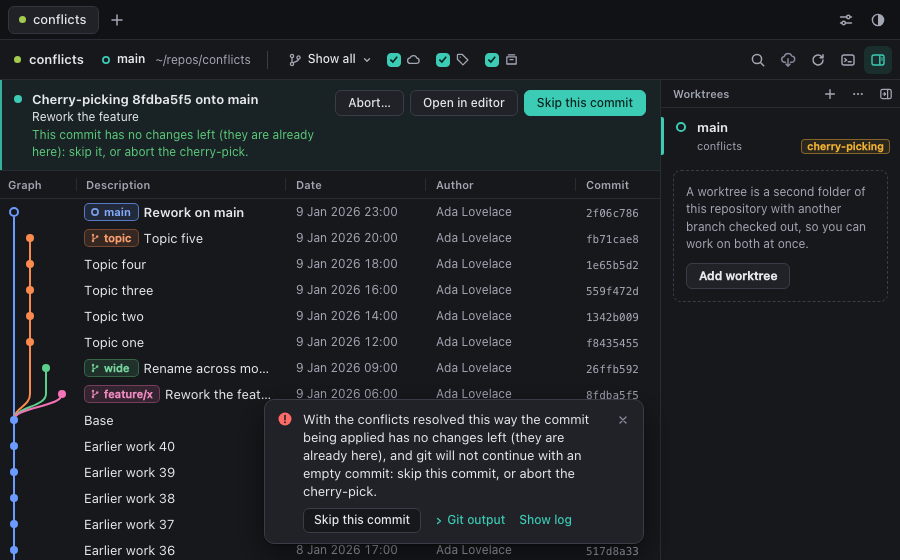 conflicts
conflicts main ~/repos/conflicts Show all
Cherry-picking 8fdba5f5 onto main
Rework the feature
This commit has no changes left (they are already
here): skip it, or abort the cherry-pick.
Abort... Open in editor Skip this commit
Worktrees
main
conflicts cherry-picking
A worktree is a second folder of
this repository with another
branch checked out, so you can
work on both at once.
Add worktree
Graph Description Date Author Commit
main Rework on main 9 Jan 2026 23:00 Ada Lovelace 2f06c786
topic Topic five 9 Jan 2026 20:00 Ada Lovelace fb71cae8
Topic four 9 Jan 2026 18:00 Ada Lovelace 1e65b5d2
Topic three 9 Jan 2026 16:00 Ada Lovelace 559f472d
Topic two 9 Jan 2026 14:00 Ada Lovelace 1342b009
Topic one 9 Jan 2026 12:00 Ada Lovelace f8435455
wide Rename across mo... 9 Jan 2026 09:00 Ada Lovelace 26ffb592
feature/x Rework the feat... 9 Jan 2026 06:00 Ada Lovelace 8fdba5f5
Base
Earlier work 40
Earlier work 39
Earlier work 38
Earlier work 37
Earlier work 36 8 Jan 2026 17:00 Ada Lovelace 517d8a33
With the conflicts resolved this way the commit
being applied has no changes left (they are
already here), and git will not continue with an
empty commit: skip this commit, or abort the
cherry-pick.
Skip this commit Git output Show log